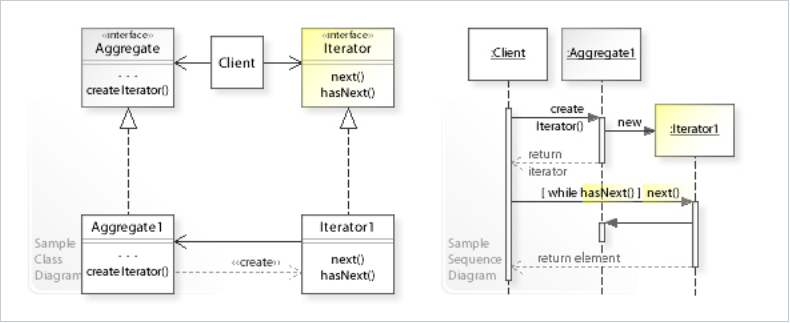 «interface»
Aggregate
. . .
createIterator()
Client
«interface»
Iterator
next()
hasNext()
Aggregate1
. . .
createIterator()
Iterator1
next()
hasNext()
«create»
Sample
Class
Diagram
:Client
:Aggregate1
create
Iterator()
new
:Iterator1
return
iterator
[ while hasNext() ] next()
return element
Sample
Sequence
Diagram